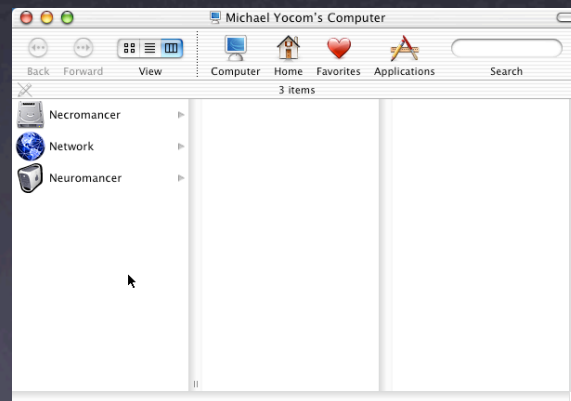 Michael Yocom's Computer
Back Forward View Computer Home Favorites Applications Search
3 items
Necromancer
Network
Neuromancer